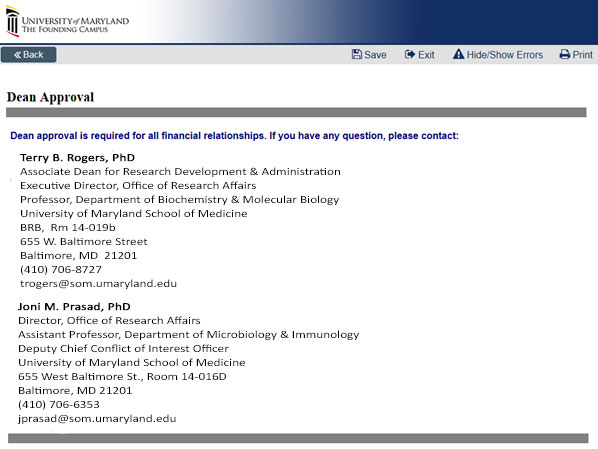 UNIVERSITY of MARYLAND
THE FOUNDING CAMPUS
Back
Save Exit Hide/Show Errors Print
Dean Approval
Dean approval is required for all financial relationships. If you have any question, please contact:
Terry B. Rogers, PhD
Associate Dean for Research Development & Administration
Executive Director, Office of Research Affairs
Professor, Department of Biochemistry & Molecular Biology
University of Maryland School of Medicine
BRB, Rm 14-019b
655 W. Baltimore Street
Baltimore, MD 21201
(410) 706-8727
trogers@som.umaryland.edu
Joni M. Prasad, PhD
Director, Office of Research Affairs
Assistant Professor, Department of Microbiology & Immunology
Deputy Chief Conflict of Interest Officer
University of Maryland School of Medicine
655 West Baltimore St., Room 14-016D
Baltimore, MD 21201
(410) 706-6353
jprasad@som.umaryland.edu